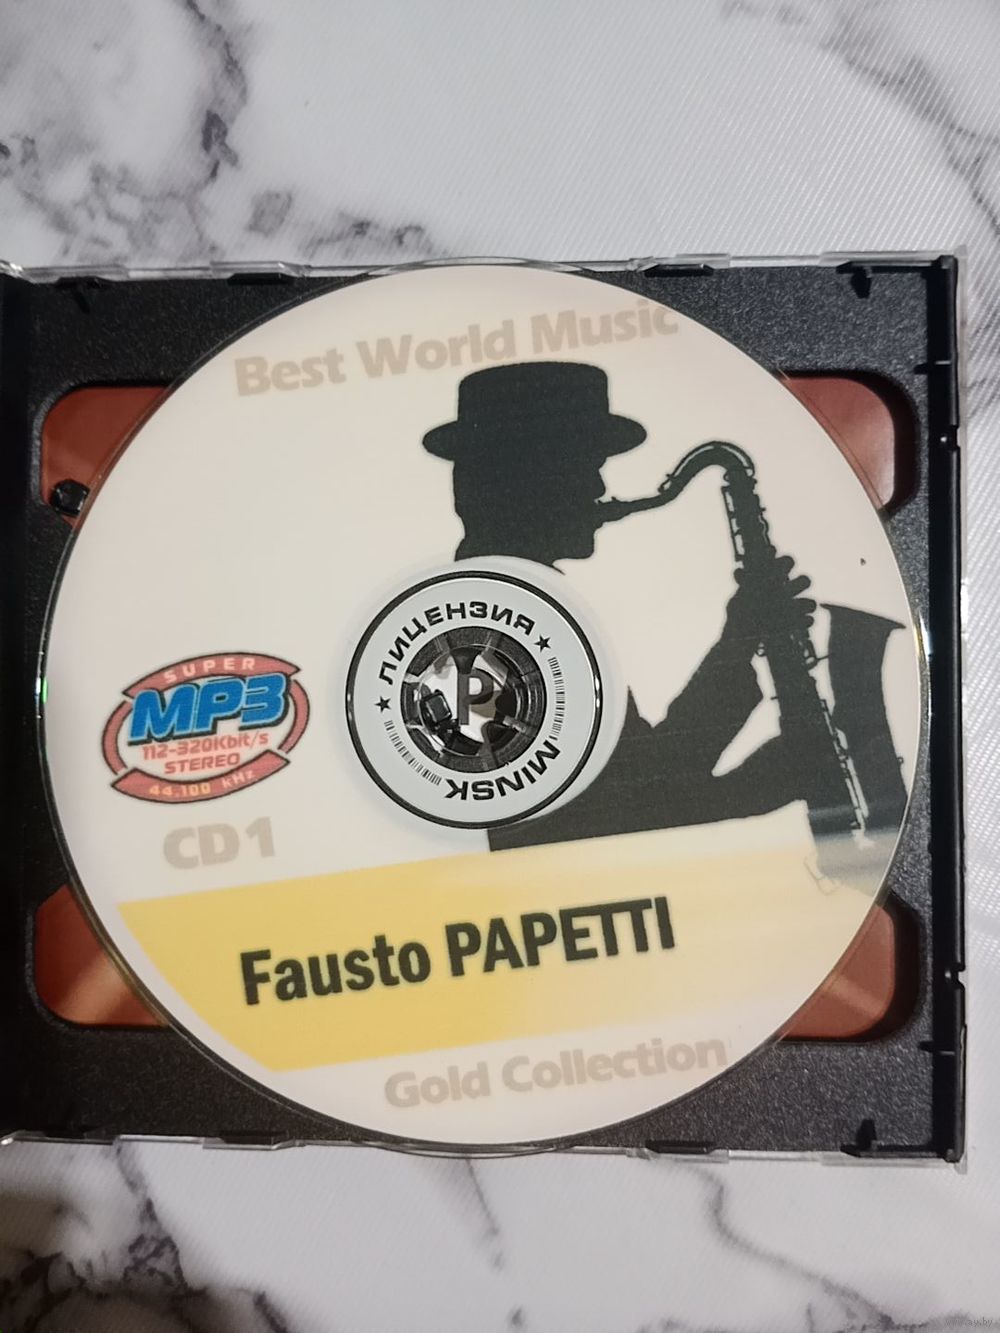 Best World Music
★ ЛИЦЕНЗИЯ ★
MINSK
SUPER
MP3
112-320Kbit/s
STEREO
44.100 kHz
CD1
Fausto PAPETTI
Gold Collection